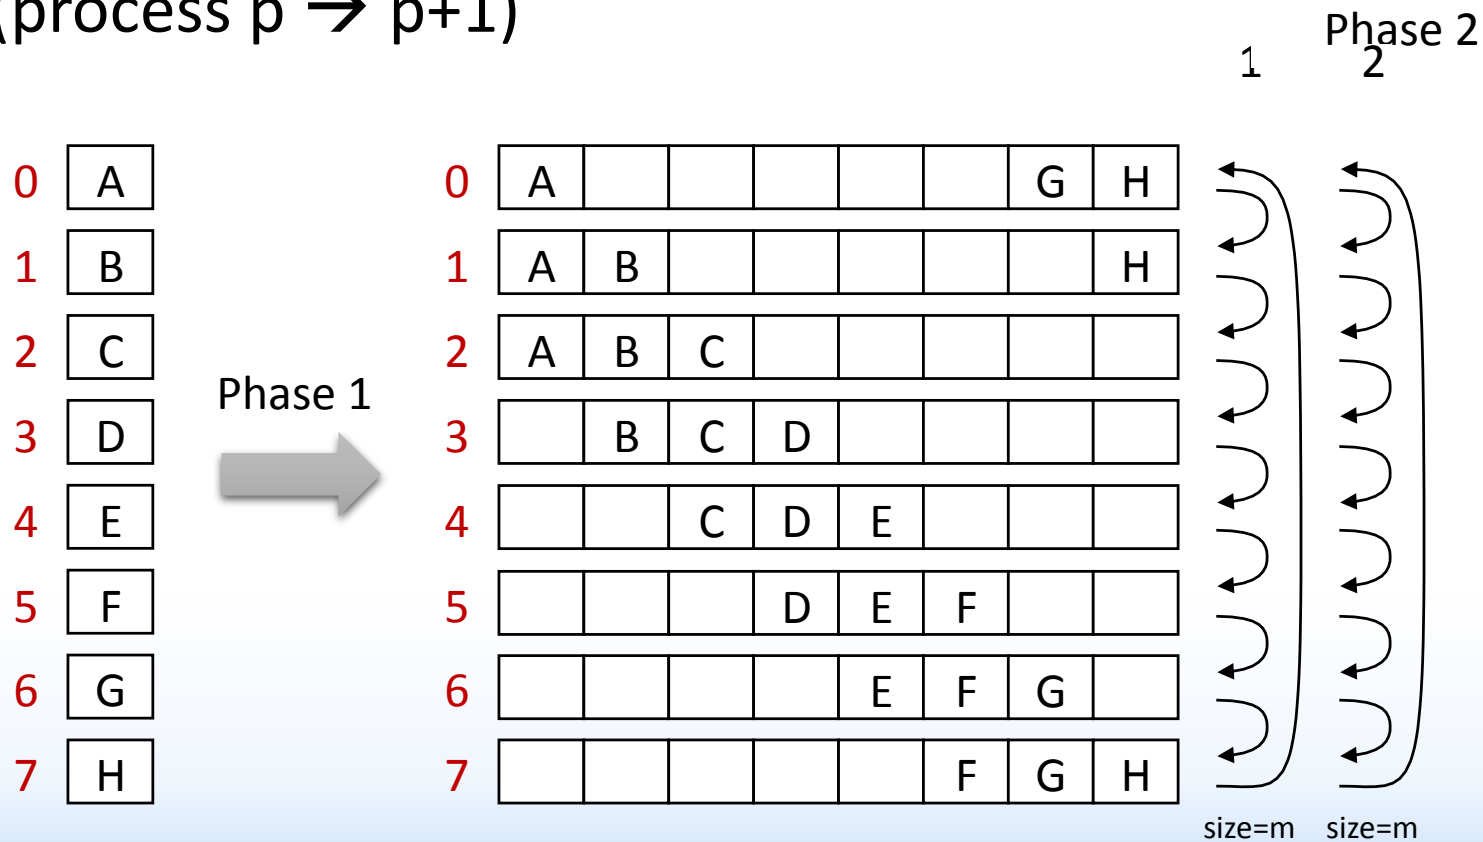 (process p → p+1)
Phase 2
1 2
0 A 0 A G H
1 B 1 A B H
2 C 2 A B C
Phase 1
3 D 3 B C D
4 E 4 C D E
5 F 5 D E F
6 G 6 E F G
7 H 7 F G H
size=m size=m